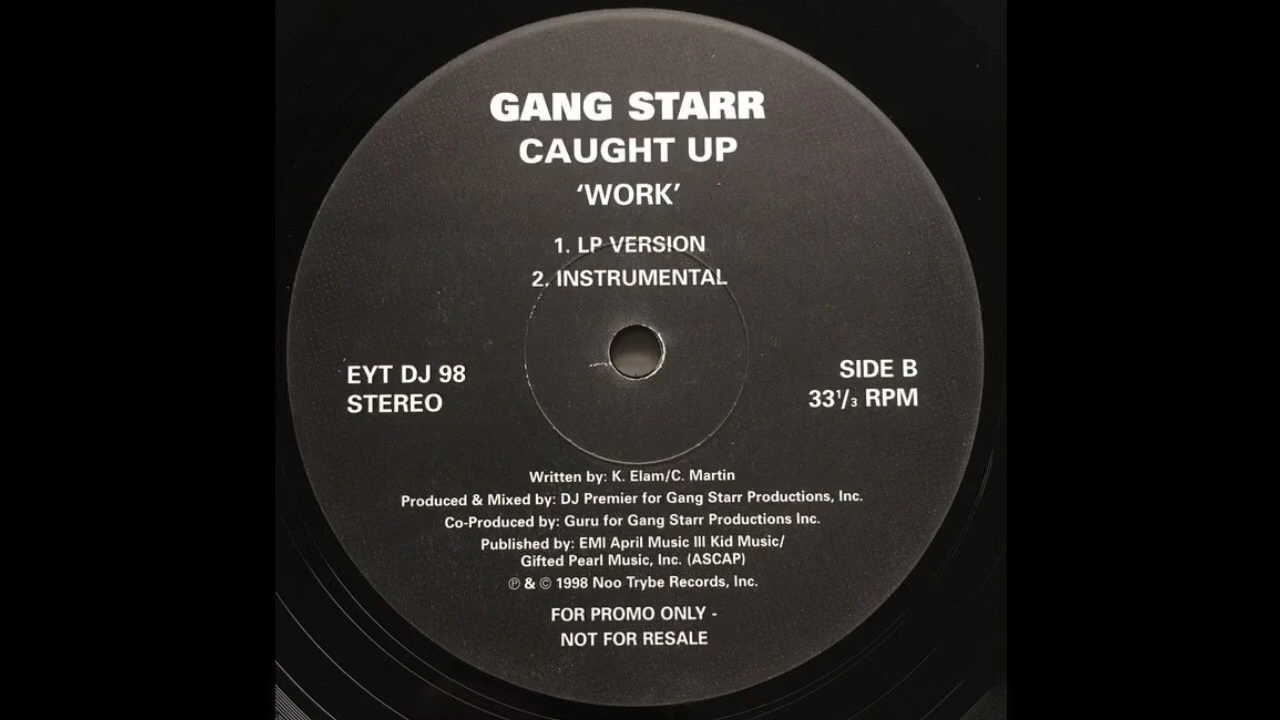 GANG STARR
CAUGHT UP
‘WORK’
1. LP VERSION
2. INSTRUMENTAL
EYT DJ 98
STEREO
SIDE B
33¹/₃ RPM
Written by: K. Elam/C. Martin
Produced & Mixed by: DJ Premier for Gang Starr Productions, Inc.
Co-Produced by: Guru for Gang Starr Productions Inc.
Published by: EMI April Music Ill Kid Music/
Gifted Pearl Music, Inc. (ASCAP)
℗ & © 1998 Noo Trybe Records, Inc.
FOR PROMO ONLY -
NOT FOR RESALE